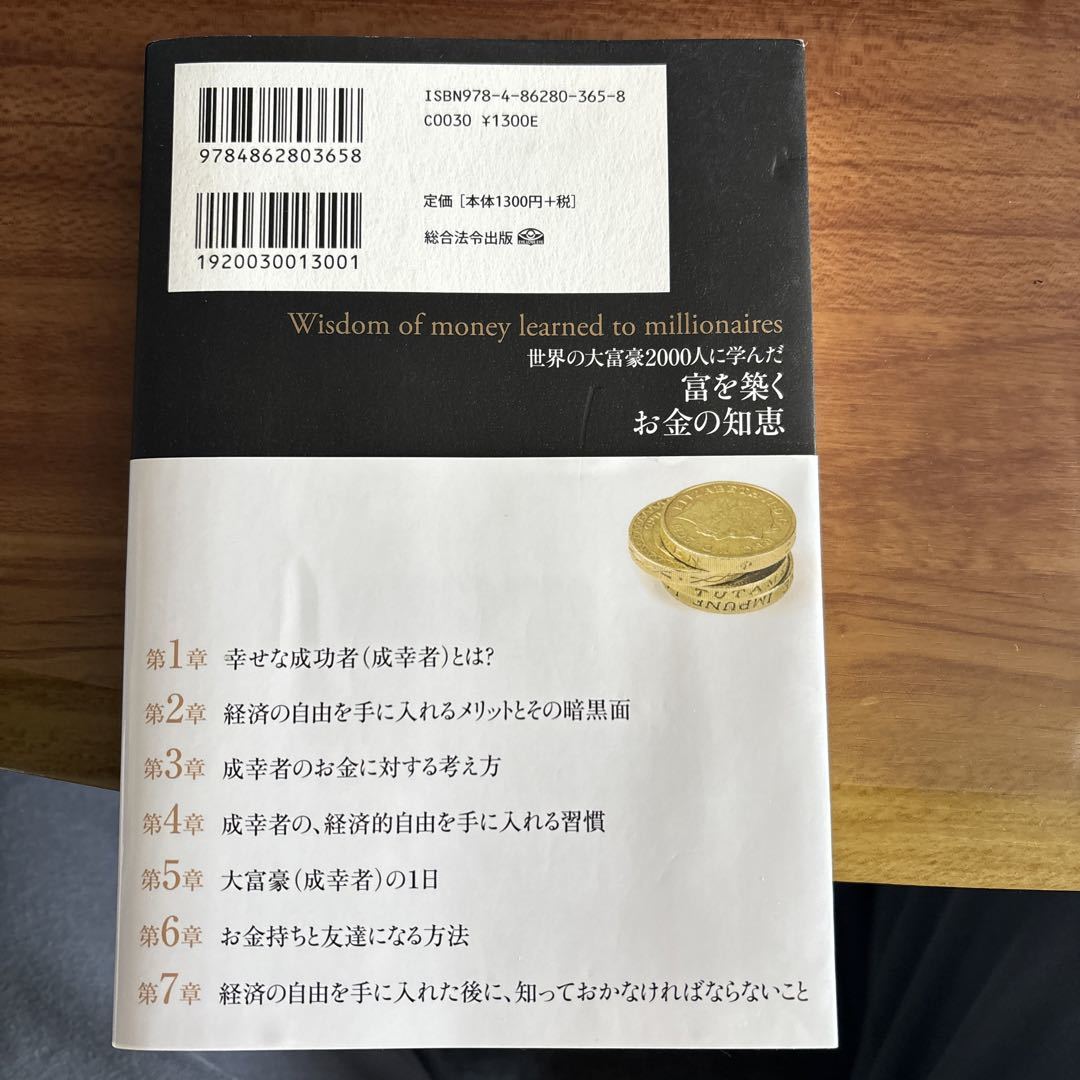 ISBN978-4-86280-365-8
C0030 ¥1300E
9784862803658
定価［本体1300円+税］
総合法令出版
1920030013001
Wisdom of money learned to millionaires
世界の大富豪2000人に学んだ
富を築く
お金の知恵
第1章 幸せな成功者（成幸者）とは?
第2章 経済の自由を手に入れるメリットとその暗黒面
第3章 成幸者のお金に対する考え方
第4章 成幸者の、経済的自由を手に入れる習慣
第5章 大富豪（成幸者）の1日
第6章 お金持ちと友達になる方法
第7章 経済の自由を手に入れた後に、知っておかなければならないこと